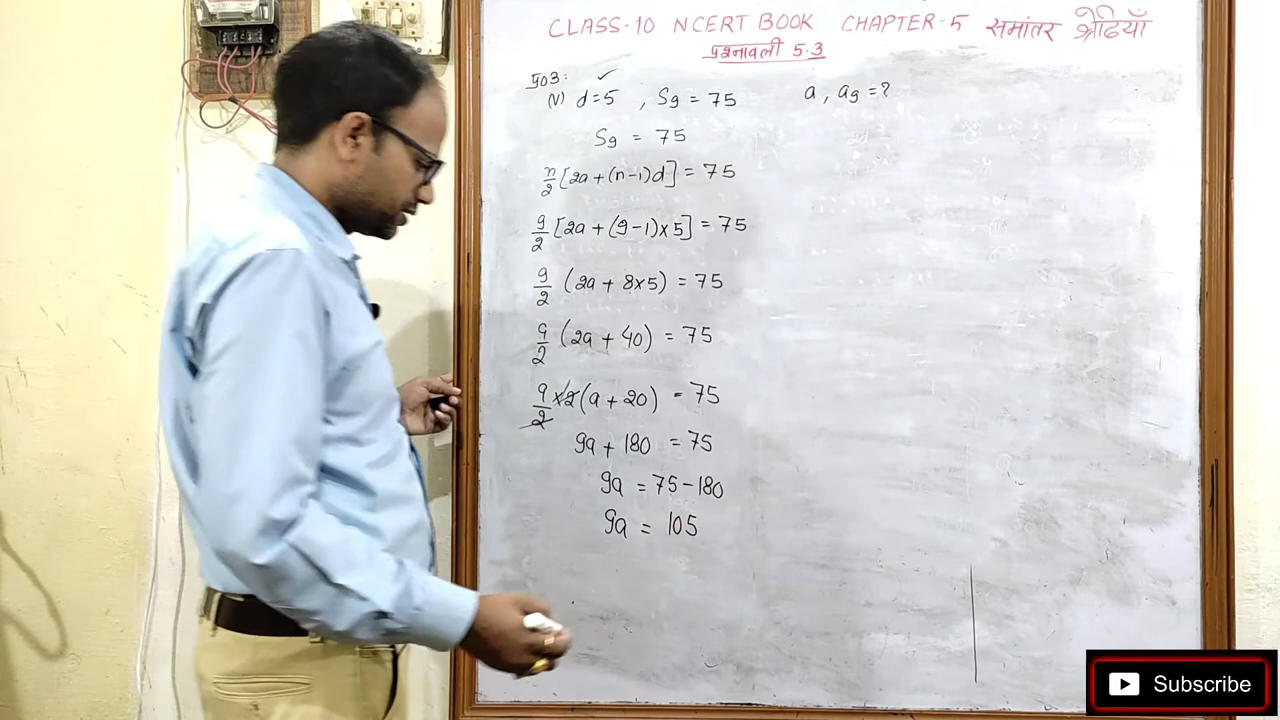 CLASS-10 NCERT BOOK CHAPTER-5 समांतर श्रेढियाँ
प्रश्नावली 5.3
प्र03:
(V) d=5 ✓, S9 = 75 a, a9 = ?
S9 = 75
n/2 [2a+(n-1)d] = 75
9/2 [2a+(9-1)×5] = 75
9/2 (2a + 8×5) = 75
9/2 (2a + 40) = 75
9/2 ×2 (a + 20) = 75
9a + 180 = 75
9a = 75-180
9a = 105
Subscribe